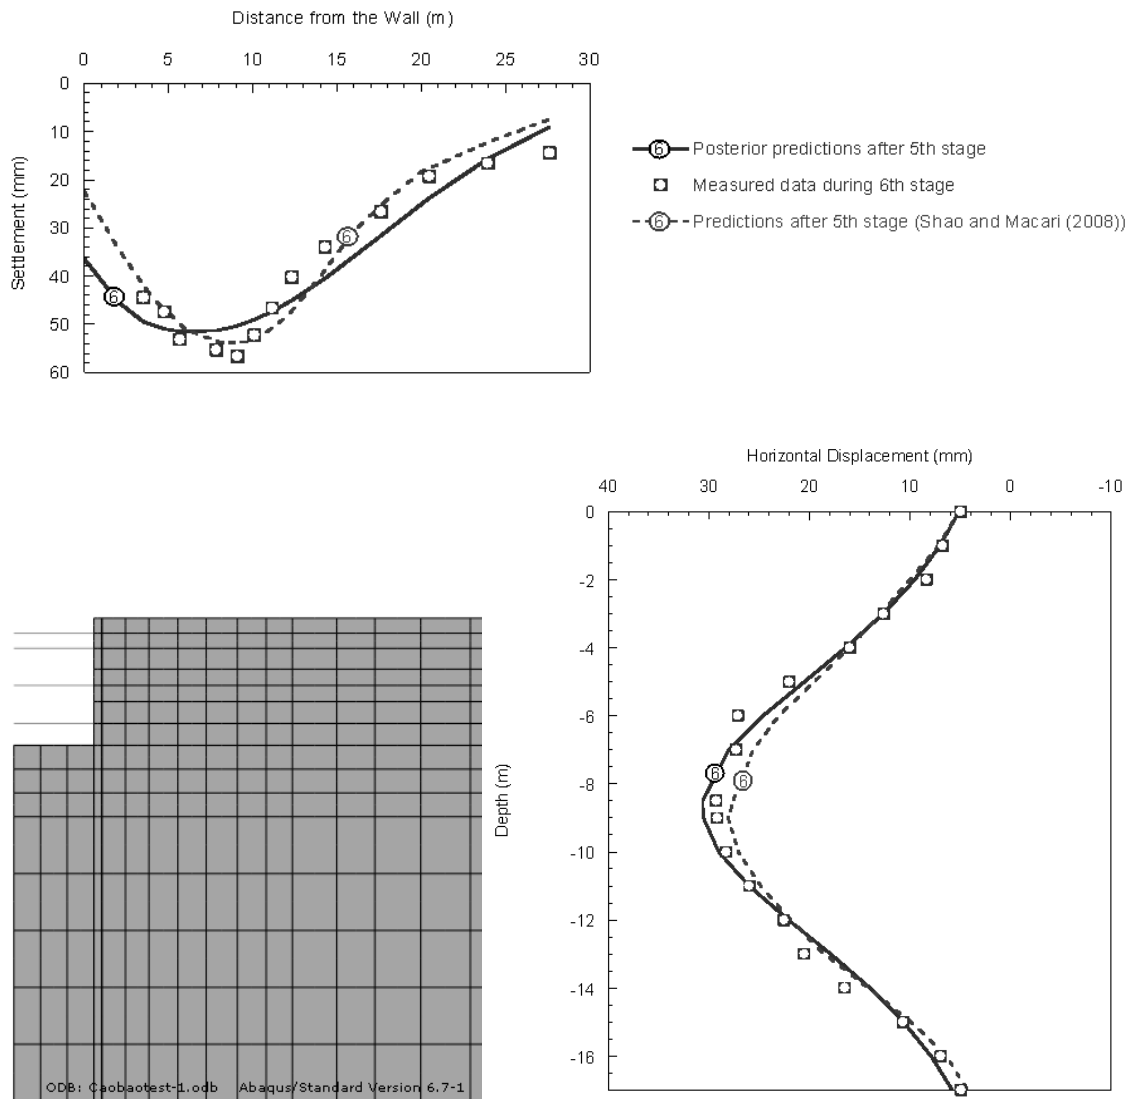 Distance from the Wall (m)
0 5 10 15 20 25 30
0
10
20
30
40
50
60
Settlement (mm)
6
6
6 Posterior predictions after 5th stage
Measured data during 6th stage
6 Predictions after 5th stage (Shao and Macari (2008))
Horizontal Displacement (mm)
40 30 20 10 0 -10
0
-2
-4
-6
-8
-10
-12
-14
-16
Depth (m)
6
6
ODB: Caobaotest-1.odb Abaqus/Standard Version 6.7-1